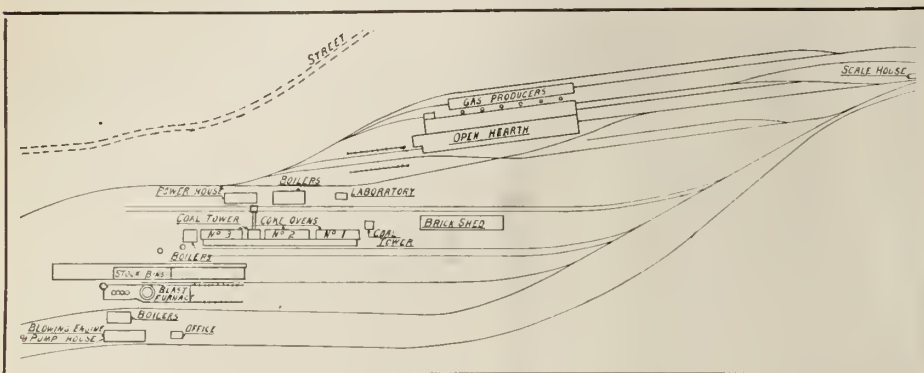 STREET
SCALE HOUSE
GAS PRODUCERS
OPEN HEARTH
BOILERS
POWER HOUSE
LABORATORY
COAL TOWER
COKE OVENS
BRICK SHED
Nº 3
Nº 2
Nº 1
COAL
TOWER
BOILERS
STOCK BINS
BLAST
FURNACE
BOILERS
BLOWING ENGINE
PUMP HOUSE
OFFICE